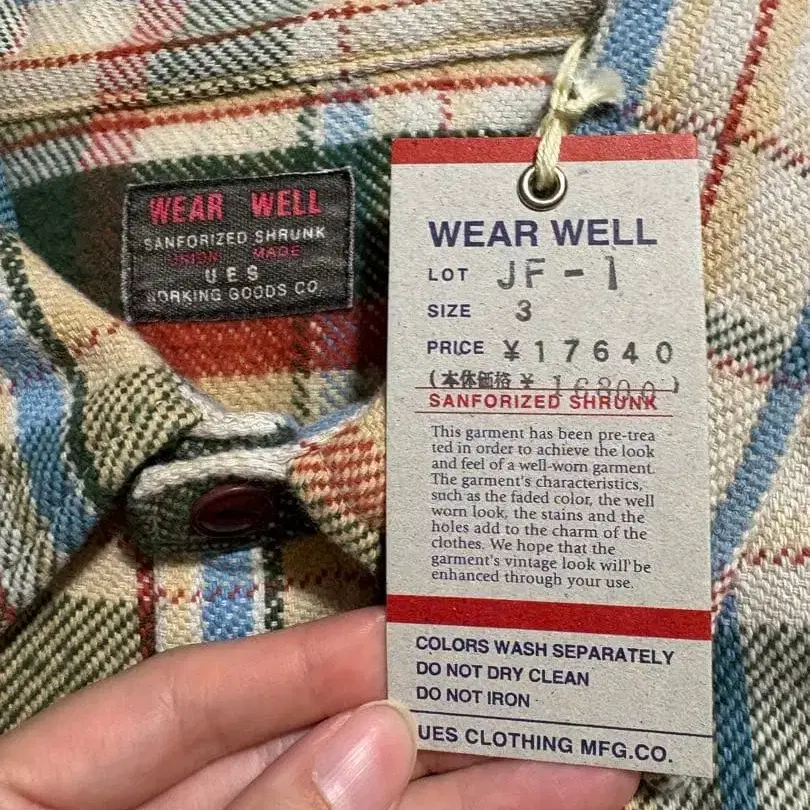 WEAR WELL
SANFORIZED SHRUNK
UNION MADE
UES
WORKING GOODS CO.
WEAR WELL
LOT JF-1
SIZE 3
PRICE ¥17640
(本体価格 ¥ 16800)
SANFORIZED SHRUNK
This garment has been pre-trea
ted in order to achieve the look
and feel of a well-worn garment.
The garment's characteristics,
such as the faded color, the well
worn look, the stains and the
holes add to the charm of the
clothes. We hope that the
garment's vintage look will be
enhanced through your use.
COLORS WASH SEPARATELY
DO NOT DRY CLEAN
DO NOT IRON
UES CLOTHING MFG.CO.